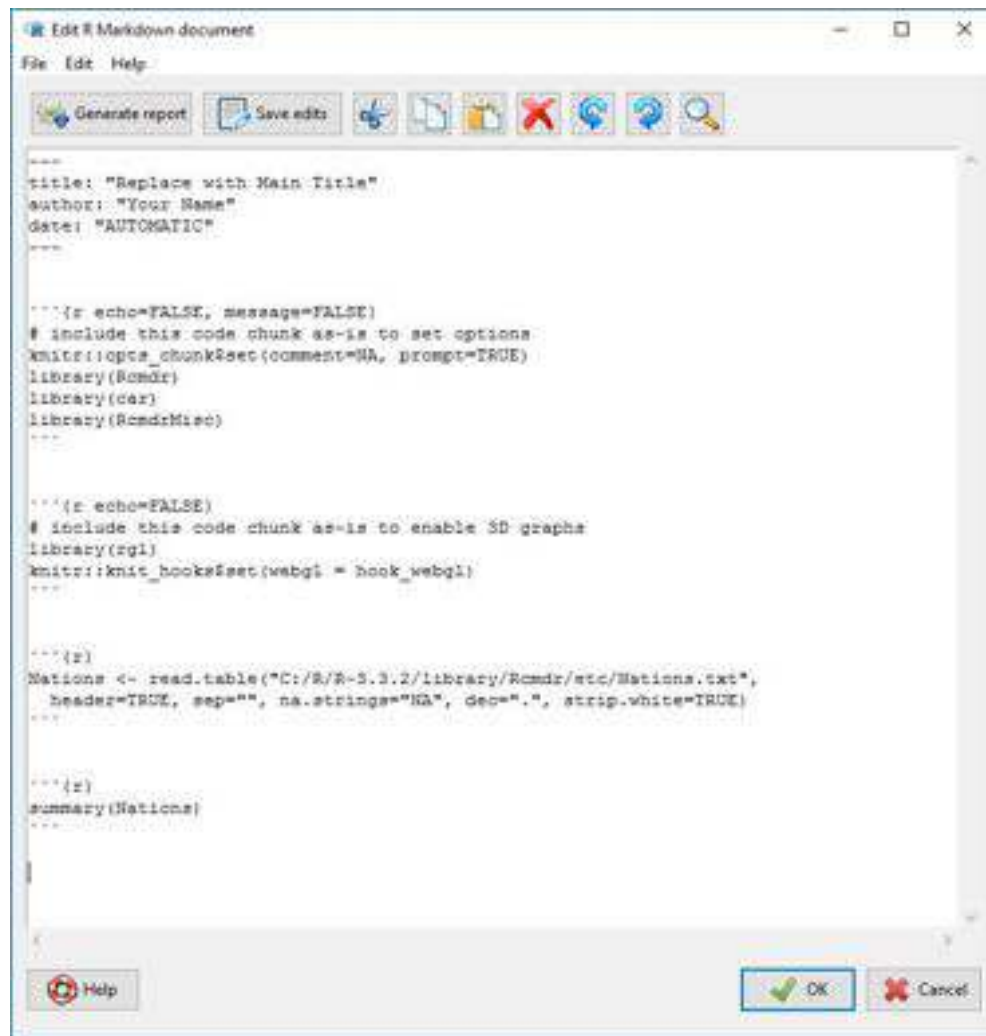 Edit R Markdown document
File Edit Help
Generate report Save edits
---
title: "Replace with Main Title"
author: "Your Name"
date: "AUTOMATIC"
---
```{r echo=FALSE, message=FALSE}
# include this code chunk as-is to set options
knitr::opts_chunk$set(comment=NA, prompt=TRUE)
library(Rcmdr)
library(car)
library(RcmdrMisc)
```
```{r echo=FALSE}
# include this code chunk as-is to enable 3D graphs
library(rgl)
knitr::knit_hooks$set(webgl = hook_webgl)
```
```{r}
Nations <- read.table("C:/R/R-3.3.2/library/Rcmdr/etc/Nations.txt",
  header=TRUE, sep="", na.strings="NA", dec=".", strip.white=TRUE)
```
```{r}
summary(Nations)
```
Help OK Cancel